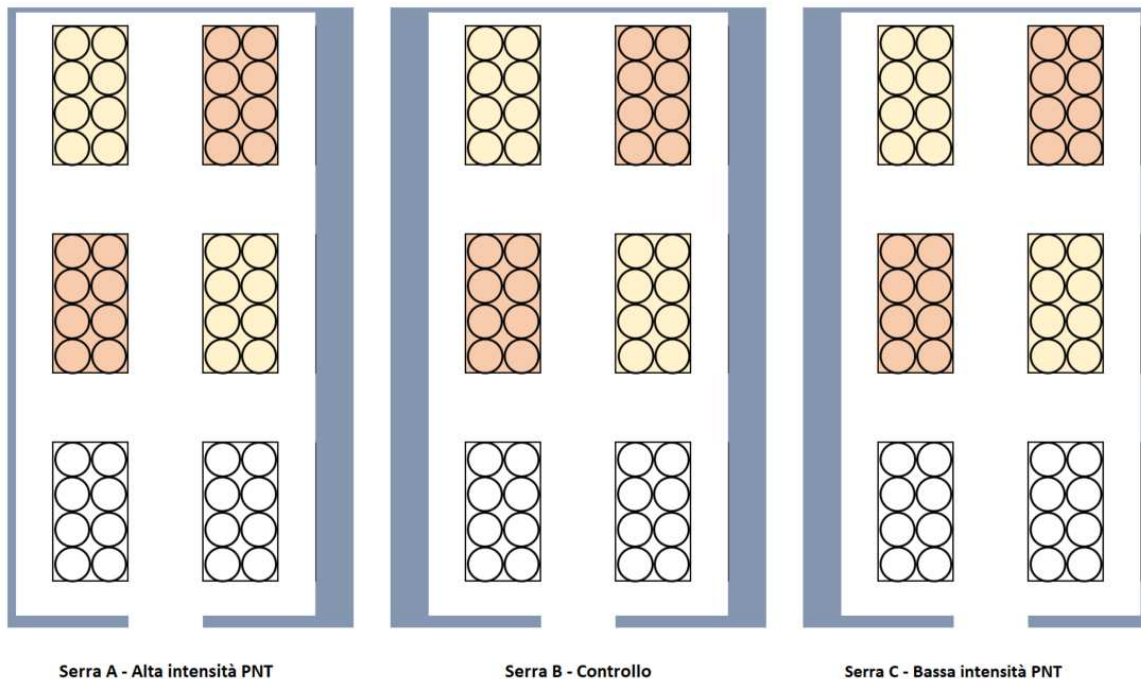 Serra A - Alta intensità PNT
Serra B - Controllo
Serra C - Bassa intensità PNT